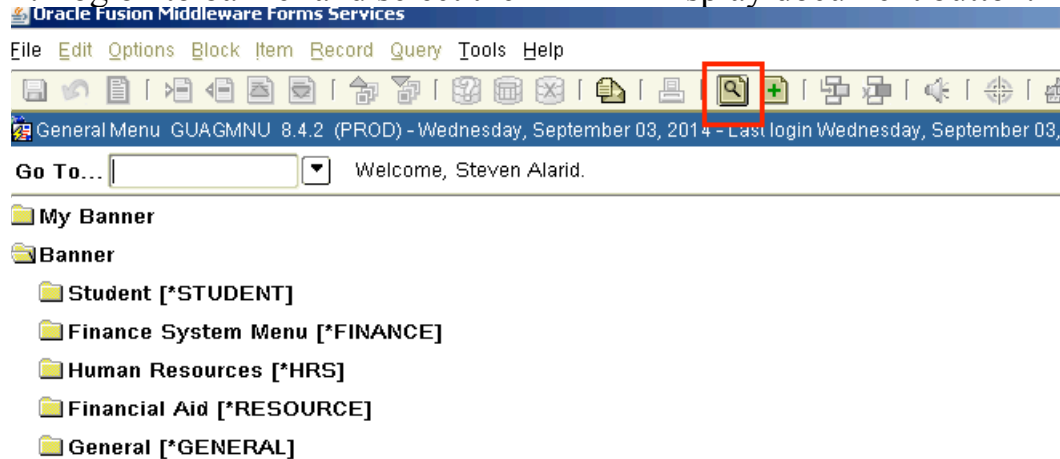 Oracle Fusion Middleware Forms Services
File Edit Options Block Item Record Query Tools Help
General Menu GUAGMNU 8.4.2 (PROD) - Wednesday, September 03, 2014 - Last login Wednesday, September 03,
Go To... Welcome, Steven Alarid.
My Banner
Banner
Student [*STUDENT]
Finance System Menu [*FINANCE]
Human Resources [*HRS]
Financial Aid [*RESOURCE]
General [*GENERAL]